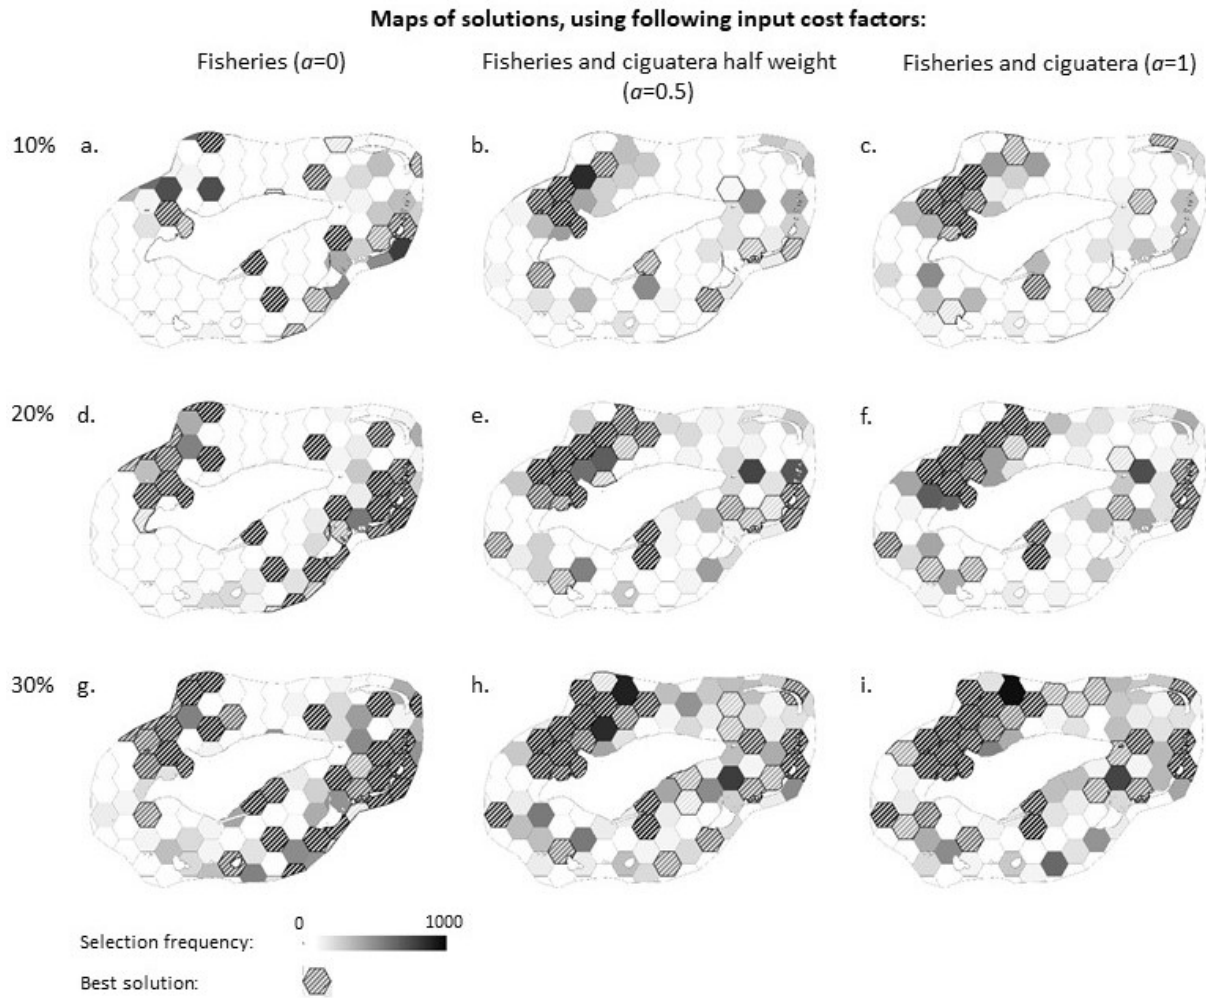 Maps of solutions, using following input cost factors:
Fisheries (a=0)
Fisheries and ciguatera half weight
(a=0.5)
Fisheries and ciguatera (a=1)
10% a. b. c.
20% d. e. f.
30% g. h. i.
0 1000
Selection frequency:
Best solution: